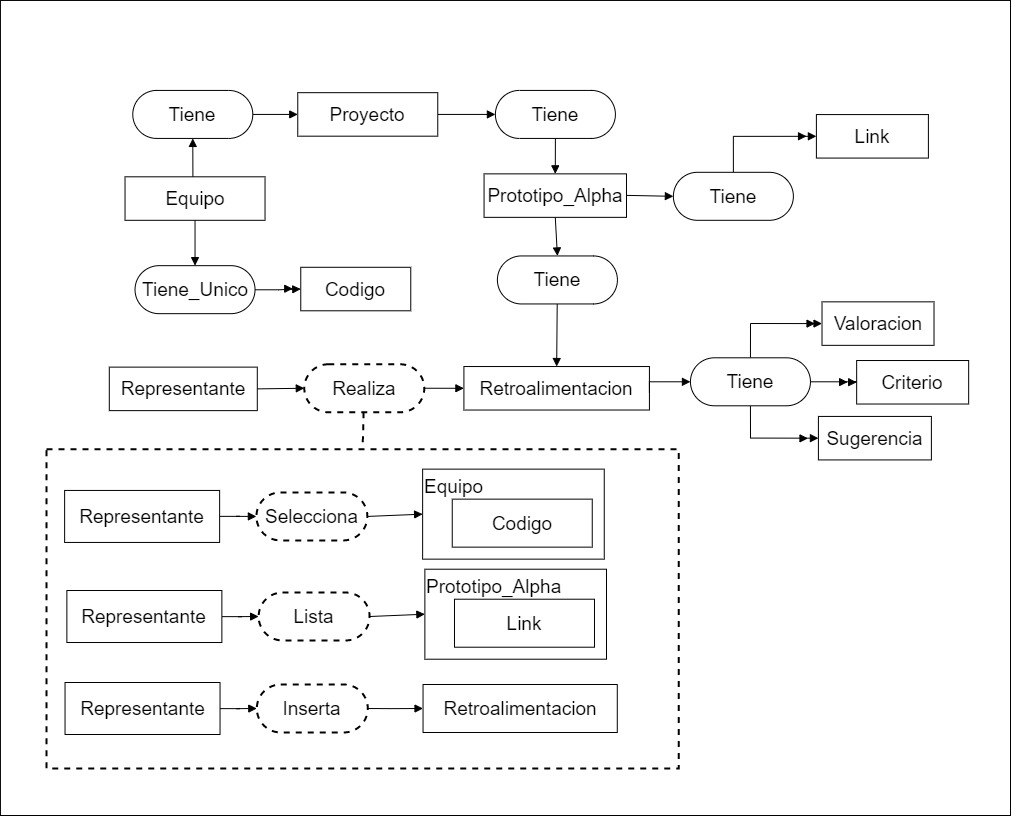 Tiene
Proyecto
Tiene
Link
Equipo
Prototipo_Alpha
Tiene
Tiene_Unico
Codigo
Tiene
Valoracion
Representante
Realiza
Retroalimentacion
Tiene
Criterio
Sugerencia
Representante
Selecciona
Equipo
Codigo
Representante
Lista
Prototipo_Alpha
Link
Representante
Inserta
Retroalimentacion